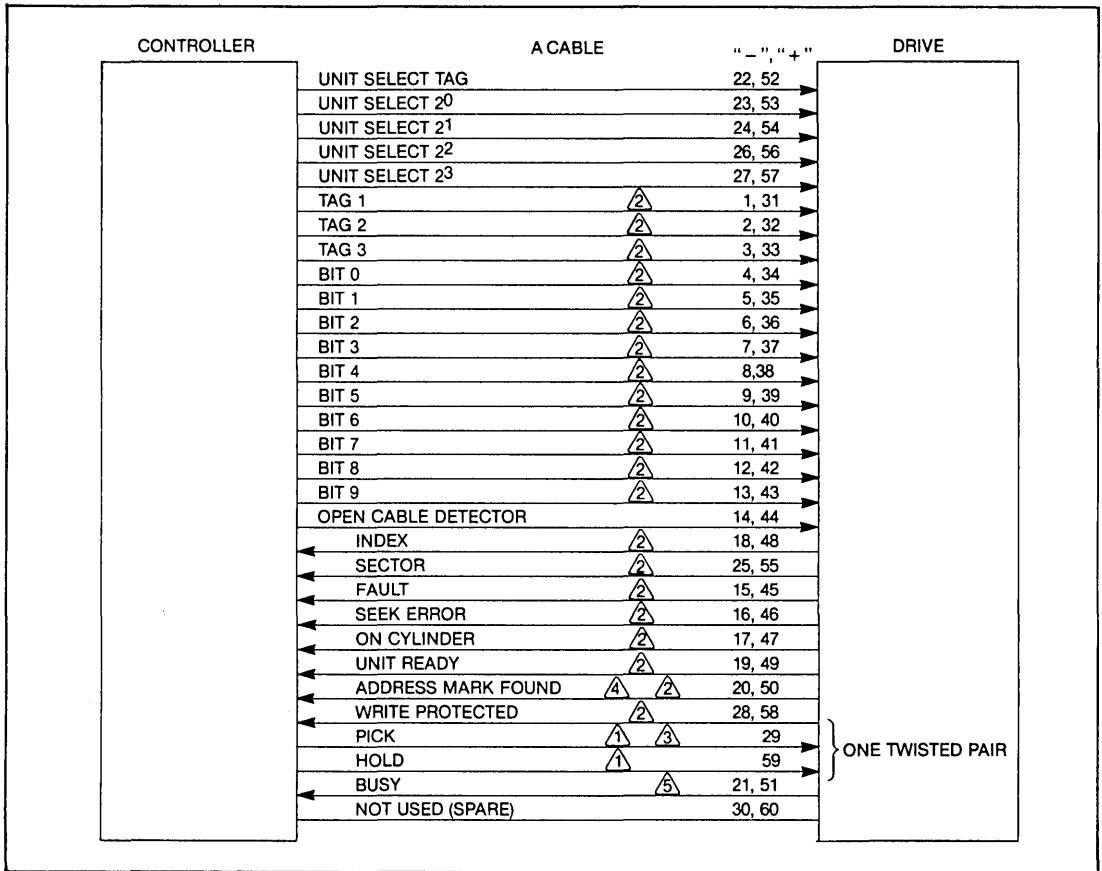 CONTROLLER A CABLE "–", "+" DRIVE
UNIT SELECT TAG 22, 52
UNIT SELECT 2⁰ 23, 53
UNIT SELECT 2¹ 24, 54
UNIT SELECT 2² 26, 56
UNIT SELECT 2³ 27, 57
TAG 1 2 1, 31
TAG 2 2 2, 32
TAG 3 2 3, 33
BIT 0 2 4, 34
BIT 1 2 5, 35
BIT 2 2 6, 36
BIT 3 2 7, 37
BIT 4 2 8,38
BIT 5 2 9, 39
BIT 6 2 10, 40
BIT 7 2 11, 41
BIT 8 2 12, 42
BIT 9 2 13, 43
OPEN CABLE DETECTOR 14, 44
INDEX 2 18, 48
SECTOR 2 25, 55
FAULT 2 15, 45
SEEK ERROR 2 16, 46
ON CYLINDER 2 17, 47
UNIT READY 2 19, 49
ADDRESS MARK FOUND 4 2 20, 50
WRITE PROTECTED 2 28, 58
PICK 1 3 29
HOLD 1 59
ONE TWISTED PAIR
BUSY 5 21, 51
NOT USED (SPARE) 30, 60